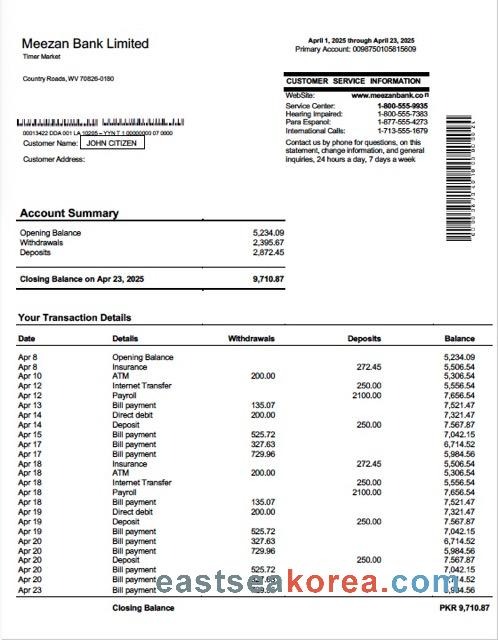 Meezan Bank Limited
Timer Market
Country Roads, WV 70826-0180
April 1, 2025 through April 23, 2025
Primary Account: 0098750105815609
CUSTOMER SERVICE INFORMATION
WebSite: www.meezanbank.com
Service Center: 1-800-555-9935
Hearing Impaired: 1-800-555-7383
Para Espanol: 1-877-555-4273
International Calls: 1-713-555-1679
Contact us by phone for questions, on this
statement, change information, and general
inquiries, 24 hours a day, 7 days a week
00013422 DDA 001 LA 10205 - YYN T 1 00000000 07 0000
Customer Name: JOHN CITIZEN
Customer Address:
Account Summary
Opening Balance 5,234.09
Withdrawals 2,395.67
Deposits 2,872.45
Closing Balance on Apr 23, 2025 9,710.87
Your Transaction Details
Date Details Withdrawals Deposits Balance
Apr 8 Opening Balance 5,234.09
Apr 8 Insurance 272.45 5,506.54
Apr 10 ATM 200.00 5,306.54
Apr 12 Internet Transfer 250.00 5,556.54
Apr 12 Payroll 2100.00 7,656.54
Apr 13 Bill payment 135.07 7,521.47
Apr 14 Direct debit 200.00 7,321.47
Apr 14 Deposit 250.00 7.567.87
Apr 15 Bill payment 525.72 7,042.15
Apr 17 Bill payment 327.63 6,714.52
Apr 17 Bill payment 729.96 5,984.56
Apr 18 Insurance 272.45 5,506.54
Apr 18 ATM 200.00 5,306.54
Apr 18 Internet Transfer 250.00 5,556.54
Apr 18 Payroll 2100.00 7,656.54
Apr 18 Bill payment 135.07 7,521.47
Apr 19 Direct debit 200.00 7,321.47
Apr 19 Deposit 250.00 7.567.87
Apr 19 Bill payment 525.72 7,042.15
Apr 20 Bill payment 327.63 6,714.52
Apr 20 Bill payment 729.96 5,984.56
Apr 20 Deposit 250.00 7.567.87
Apr 20 Bill payment 525.72 7,042.15
Apr 20 Bill payment
Apr 23 Bill payment
eastseakorea.com
Closing Balance PKR 9,710.87